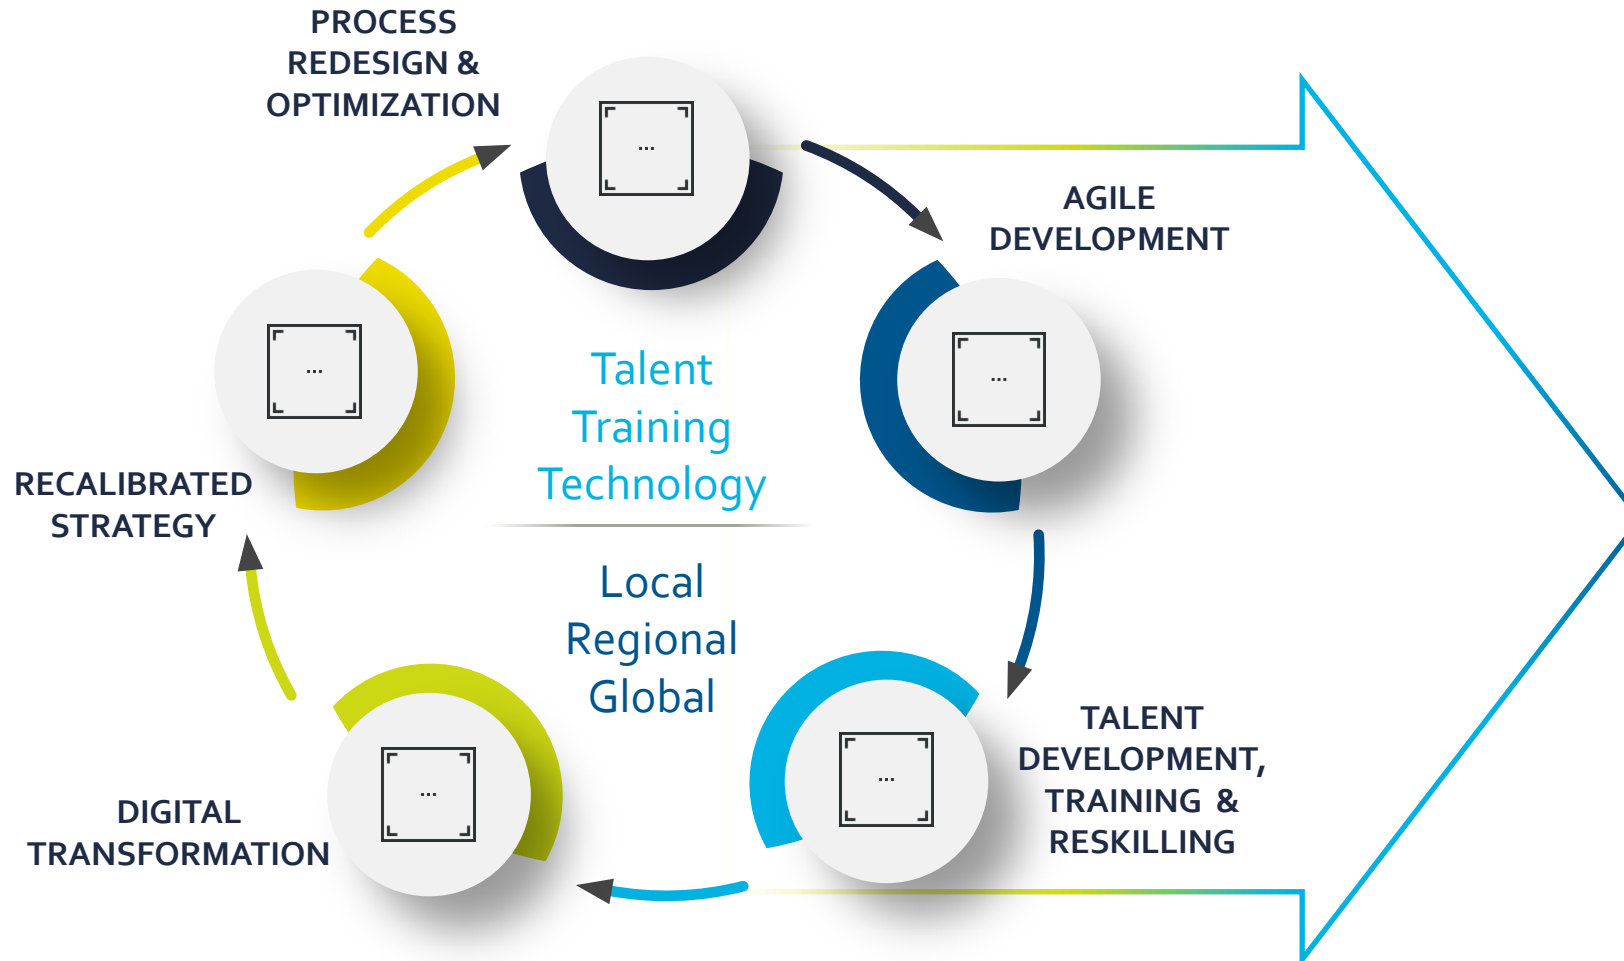 PROCESS
REDESIGN &
OPTIMIZATION
...
AGILE
DEVELOPMENT
...
...
Talent
Training
Technology
RECALIBRATED
STRATEGY
Local
Regional
Global
TALENT
DEVELOPMENT,
TRAINING &
RESKILLING
...
...
DIGITAL
TRANSFORMATION